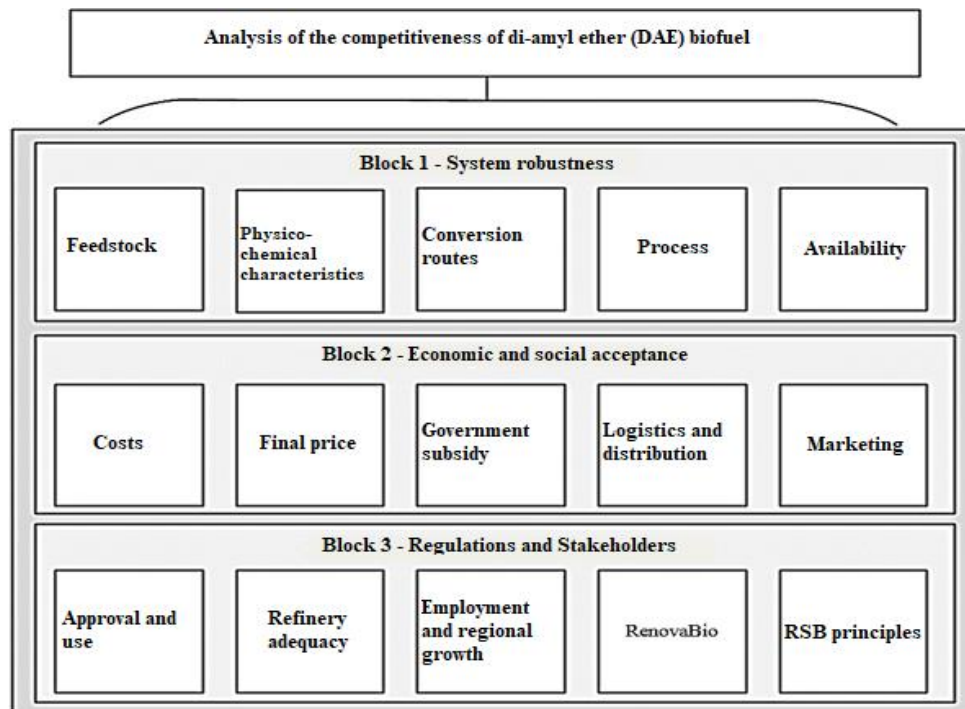 Analysis of the competitiveness of di-amyl ether (DAE) biofuel
Block 1 - System robustness
Feedstock
Physico-
chemical
characteristics
Conversion
routes
Process
Availability
Block 2 - Economic and social acceptance
Costs
Final price
Government
subsidy
Logistics and
distribution
Marketing
Block 3 - Regulations and Stakeholders
Approval and
use
Refinery
adequacy
Employment
and regional
growth
RenovaBio
RSB principles